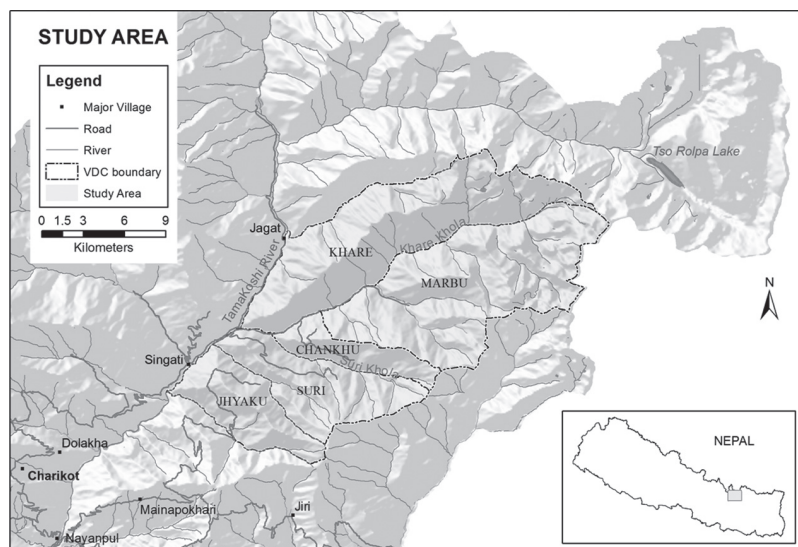 STUDY AREA
Legend
Major Village
Road
River
VDC boundary
Study Area
0 1.5 3 6 9
Kilometers
Tso Rolpa Lake
Jagat
TamaKoshi River
KHARE
Khare Khola
MARBU
N
Singati
CHANKHU
Suri Khola
SURI
JHYAKU
Dolakha
Charikot
Mainapokhari
Jiri
Nayanpul
NEPAL